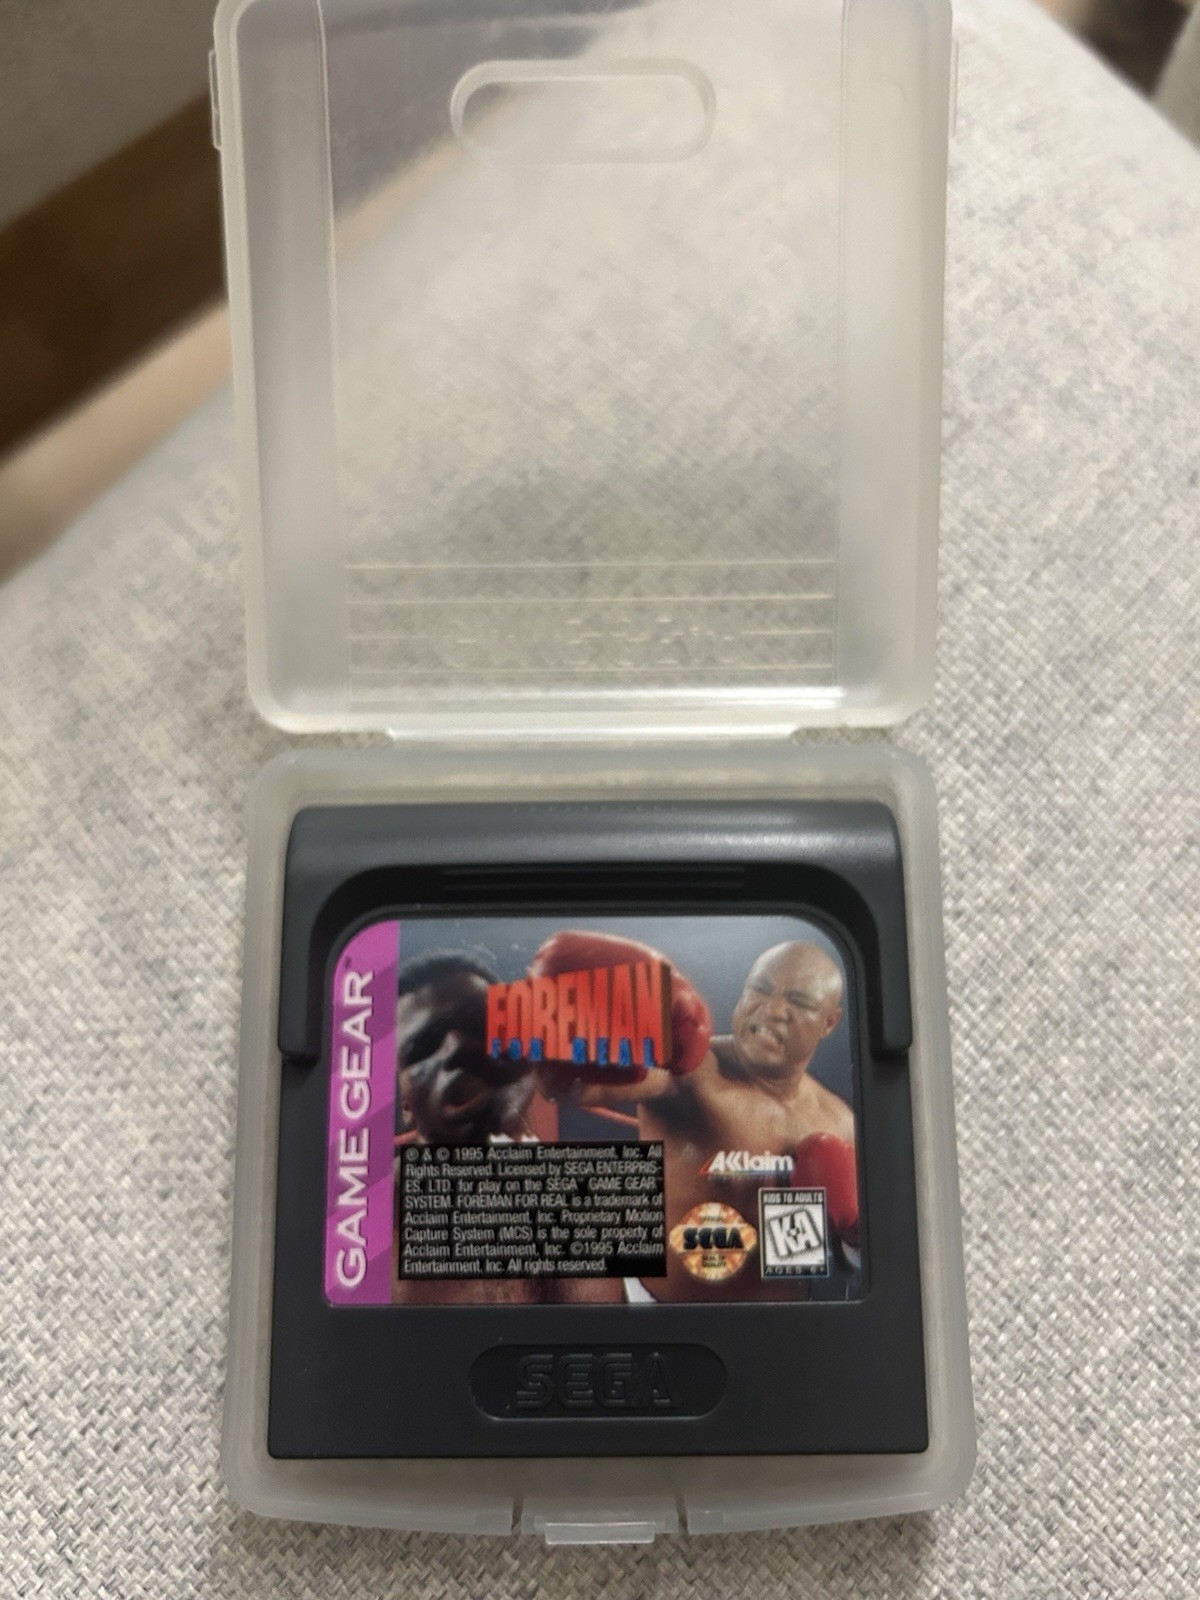 GAME GEAR
GAME GEAR™
FOREMAN
FOR REAL
℗ & © 1995 Acclaim Entertainment, Inc. All
Rights Reserved. Licensed by SEGA ENTERPRIS-
ES, LTD. for play on the SEGA™ GAME GEAR™
SYSTEM. FOREMAN FOR REAL is a trademark of
Acclaim Entertainment, Inc. Proprietary Motion
Capture System (MCS) is the sole property of
Acclaim Entertainment, Inc. ©1995 Acclaim
Entertainment, Inc. All rights reserved.
AKklaim
SEGA
KIDS TO ADULTS
K-A
AGES 6+
SEGA